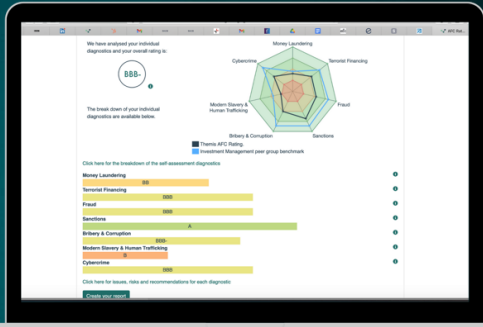 AFC Rat...
We have analysed your individual
diagnostics and your overall rating is:
BBB-
The break down of your individual
diagnostics are available below.
Money Laundering
Cybercrime
Terrorist Financing
Modern Slavery &
Human Trafficking
Fraud
Bribery & Corruption
Sanctions
Themis AFC Rating.
Investment Management peer group benchmark
Click here for the breakdown of the self-assessment diagnostics
Money Laundering
BB
Terrorist Financing
BBB
Fraud
BBB
Sanctions
A
Bribery & Corruption
BBB-
Modern Slavery & Human Trafficking
B
Cybercrime
BBB
Click here for issues, risks and recommendations for each diagnostic
Create your report